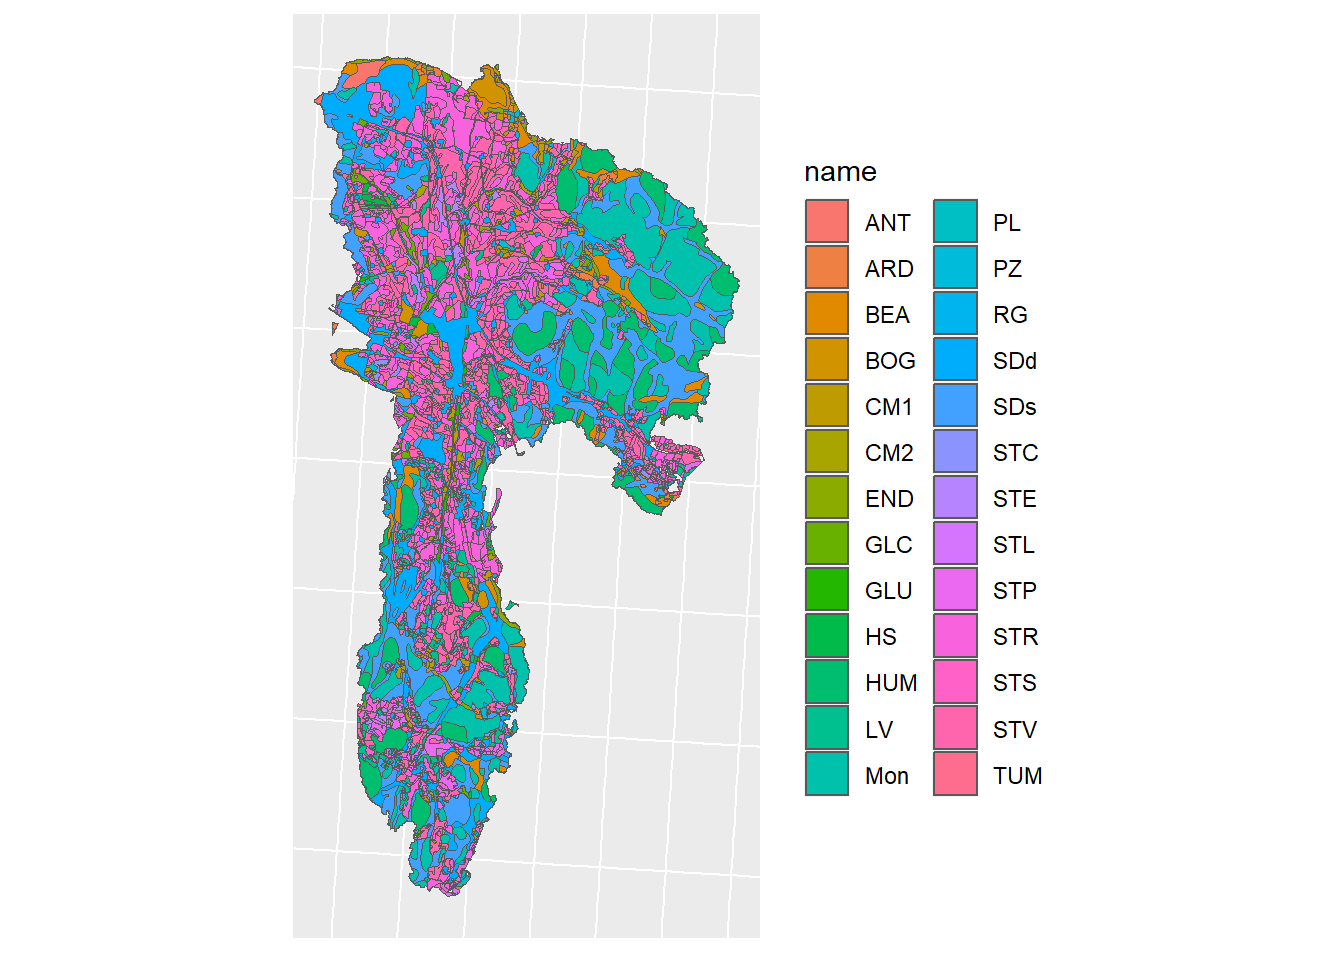 name
ANT
ARD
BEA
BOG
CM1
CM2
END
GLC
GLU
HS
HUM
LV
Mon
PL
PZ
RG
SDd
SDs
STC
STE
STL
STP
STR
STS
STV
TUM